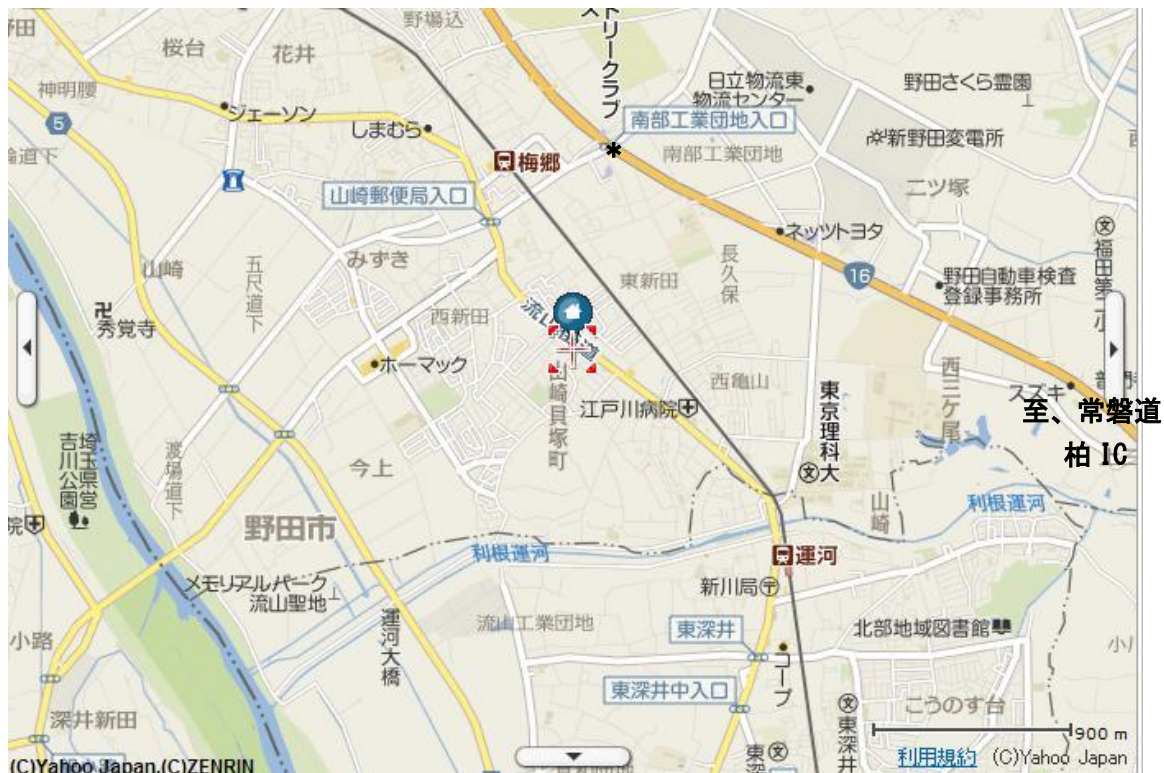 野場込
ストリークラブ
野田
桜台
花井
神明腰
5
ジェーソン
しまむら
日立物流東
物流センター
野田さくら霊園
南部工業団地入口
*
新野田変電所
南部工業団地
梅郷
山崎郵便局入口
二ツ塚
ネッツトヨタ
福田第二小
みずき
山崎
五尺道下
東新田
長久保
16
野田自動車検査
登録事務所
秀覚寺
西新田
流山街道
ホーマック
山崎貝塚町
西亀山
江戸川病院
東京理科大
西三ケ尾
スズキ
至、常磐道
柏 IC
埼玉県営
吉川公園
渡場道下
今上
山崎
利根運河
野田市
利根運河
運河
メモリアルパーク
流山聖地
新川局
運河大橋
流山工業団地
東深井
北部地域図書館
小路
コープ
東深井中入口
こうのす台
深井新田
東深井
900 m
利用規約 (C)Yahoo Japan
(C)Yahoo Japan,(C)ZENRIN